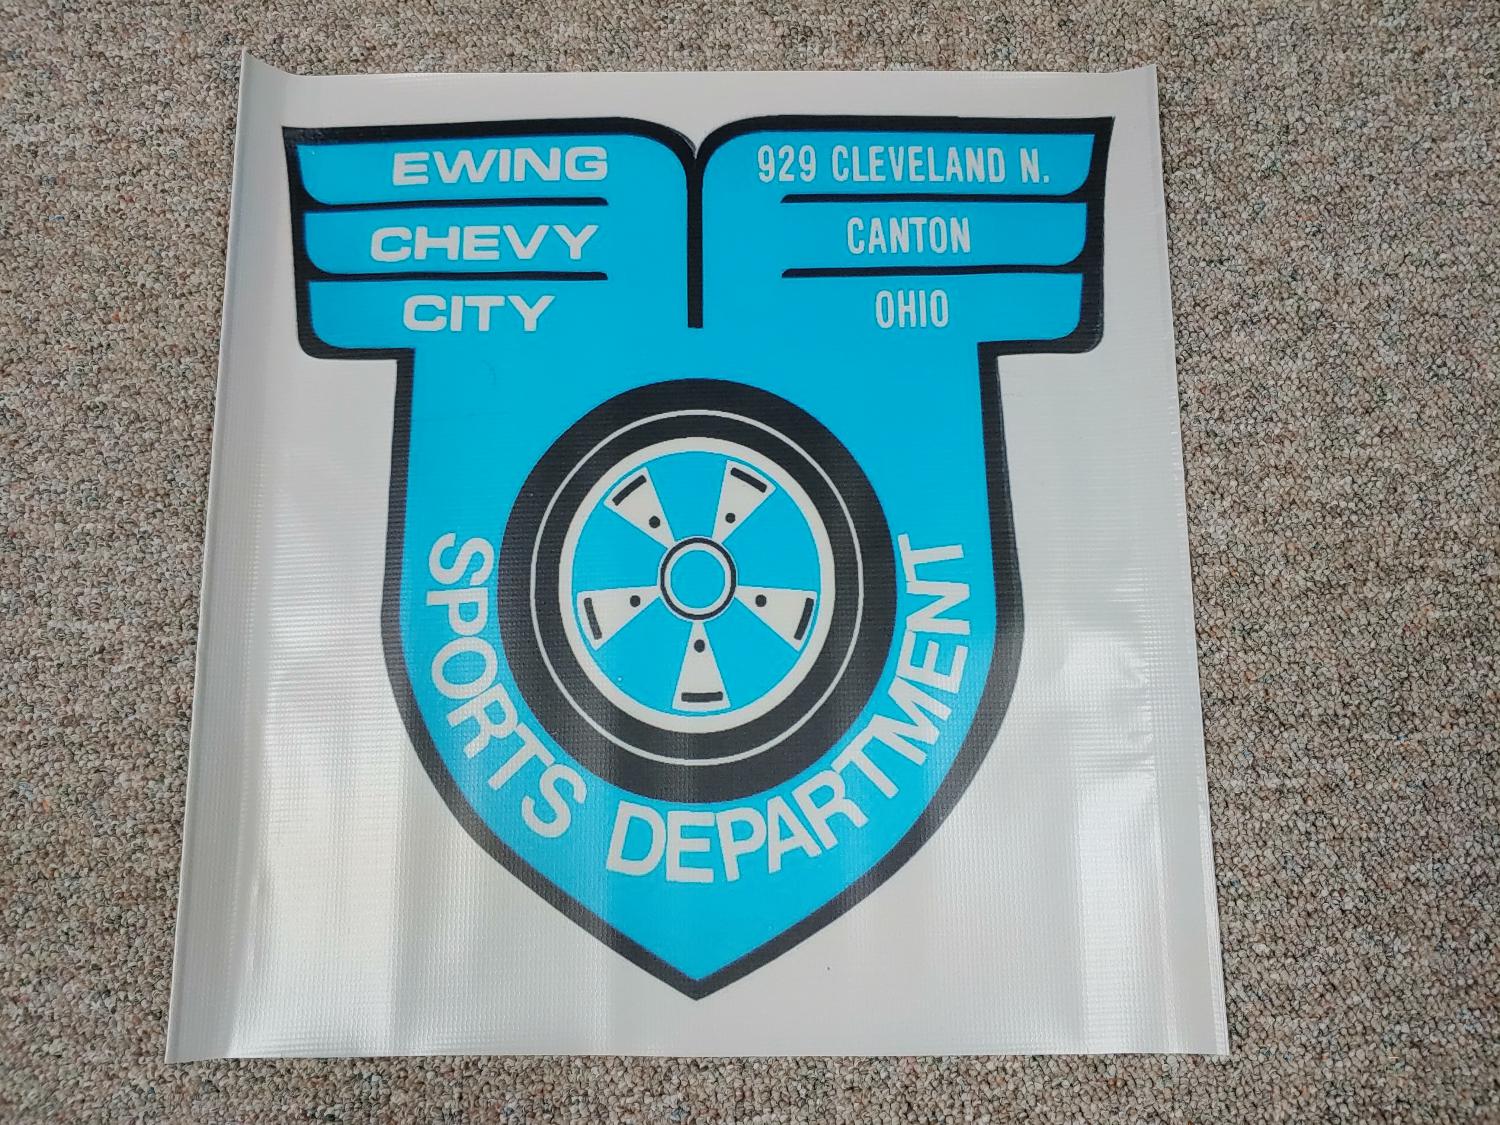 EWING
CHEVY
CITY
929 CLEVELAND N.
CANTON
OHIO
SPORTS DEPARTMENT